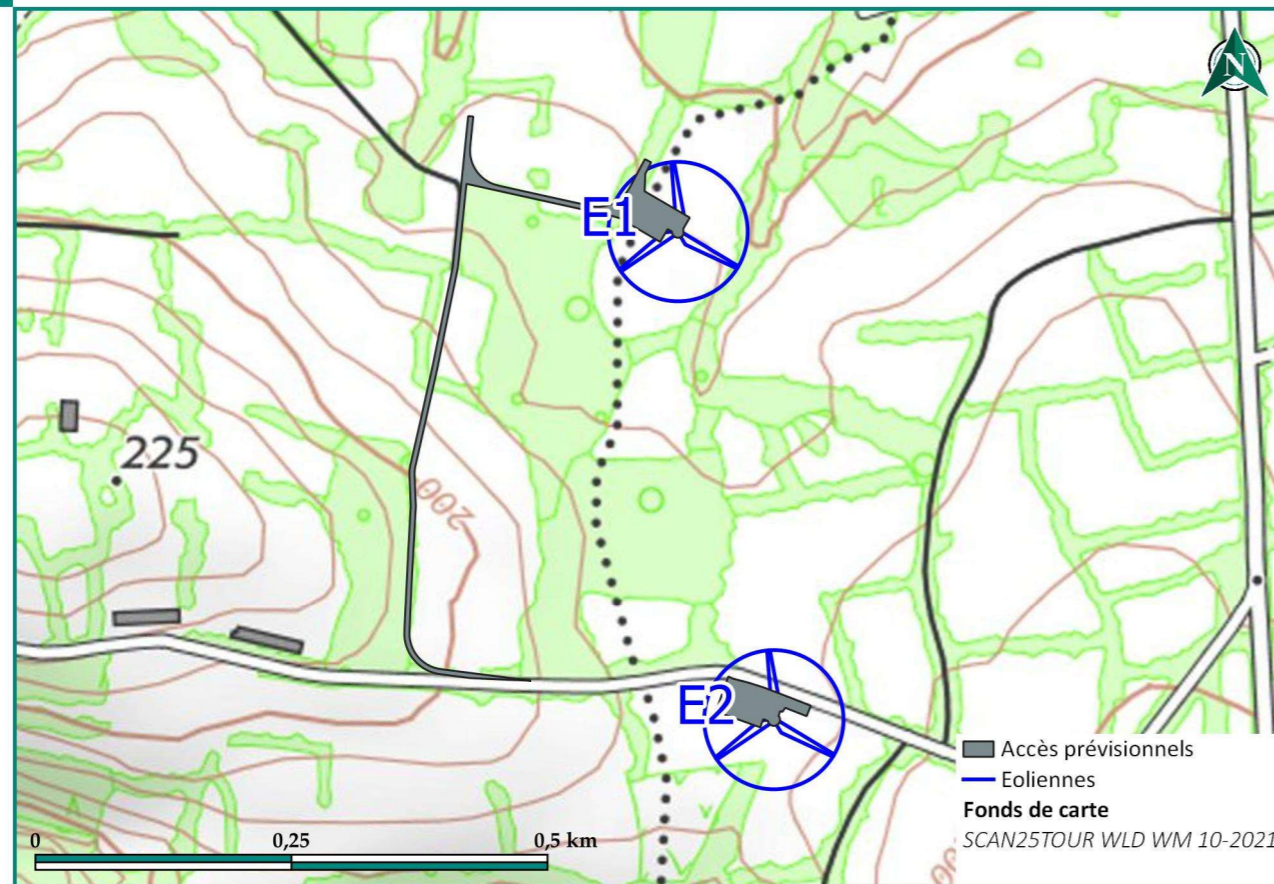 N
E1
225
200
E2
Accès prévisionnels
Eoliennes
Fonds de carte
SCAN25TOUR WLD WM 10-2021
0
0,25
0,5 km